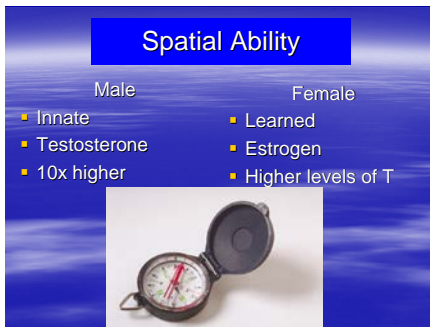 Spatial Ability
Male
Innate
Testosterone
10x higher
Female
Learned
Estrogen
Higher levels of T